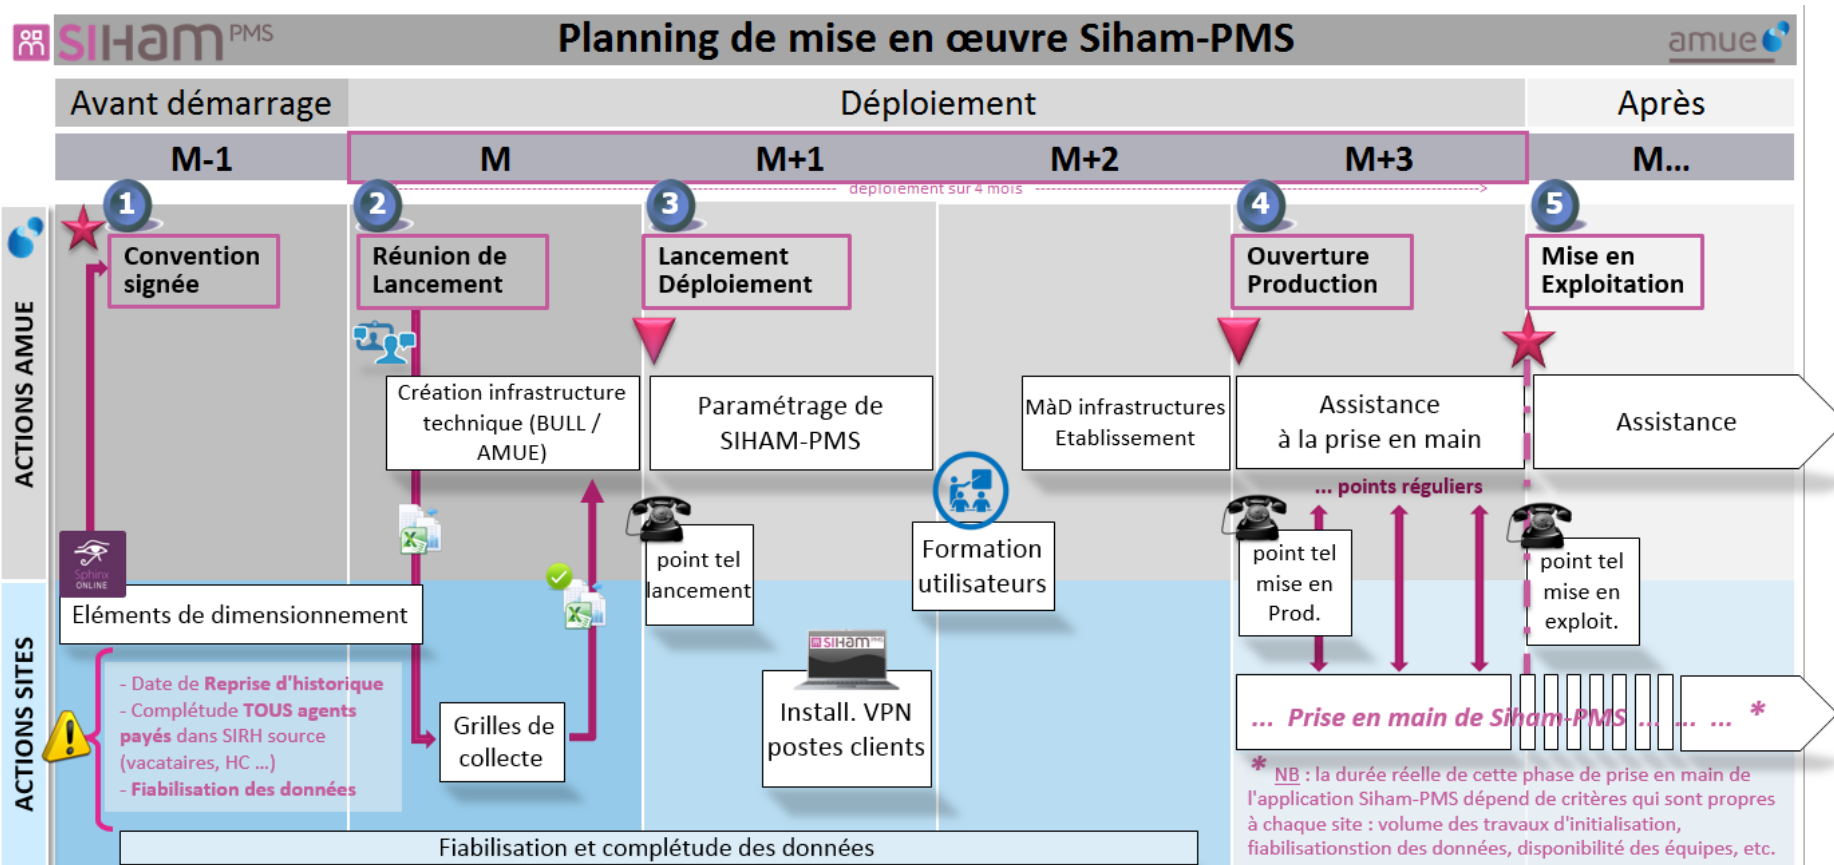 SIHam PMS
Planning de mise en œuvre Siham-PMS
amue
Avant démarrage
Déploiement
Après
M-1
M
M+1
M+2
M+3
M...
déploiement sur 4 mois
ACTIONS AMUE
1
Convention
signée
2
Réunion de
Lancement
3
Lancement
Déploiement
4
Ouverture
Production
5
Mise en
Exploitation
Création infrastructure
technique (BULL /
AMUE)
Paramétrage de
SIHAM-PMS
MàD infrastructures
Etablissement
Assistance
à la prise en main
Assistance
... points réguliers
Sphinx
ONLINE
point tel
lancement
Formation
utilisateurs
point tel
mise en
Prod.
point tel
mise en
exploit.
ACTIONS SITES
Eléments de dimensionnement
- Date de Reprise d'historique
- Complétude TOUS agents
payés dans SIRH source
(vacataires, HC ...)
- Fiabilisation des données
Grilles de
collecte
SIHam PMS
Install. VPN
postes clients
... Prise en main de Siham-PMS ... ... ... *
* NB : la durée réelle de cette phase de prise en main de
l'application Siham-PMS dépend de critères qui sont propres
à chaque site : volume des travaux d'initialisation,
fiabilisationstion des données, disponibilité des équipes, etc.
Fiabilisation et complétude des données